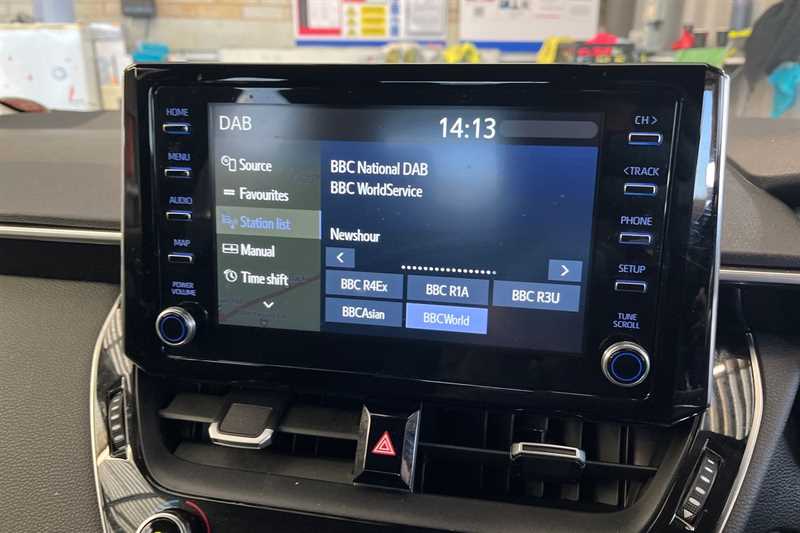 DAB
14:13
HOME
MENU
AUDIO
MAP
POWER
VOLUME
Source
Favourites
Station list
Manual
Time shift
BBC National DAB
BBC WorldService
Newshour
<
>
BBC R4Ex
BBC R1A
BBC R3U
BBCAsian
BBCWorld
CH >
< TRACK
PHONE
SETUP
TUNE
SCROLL